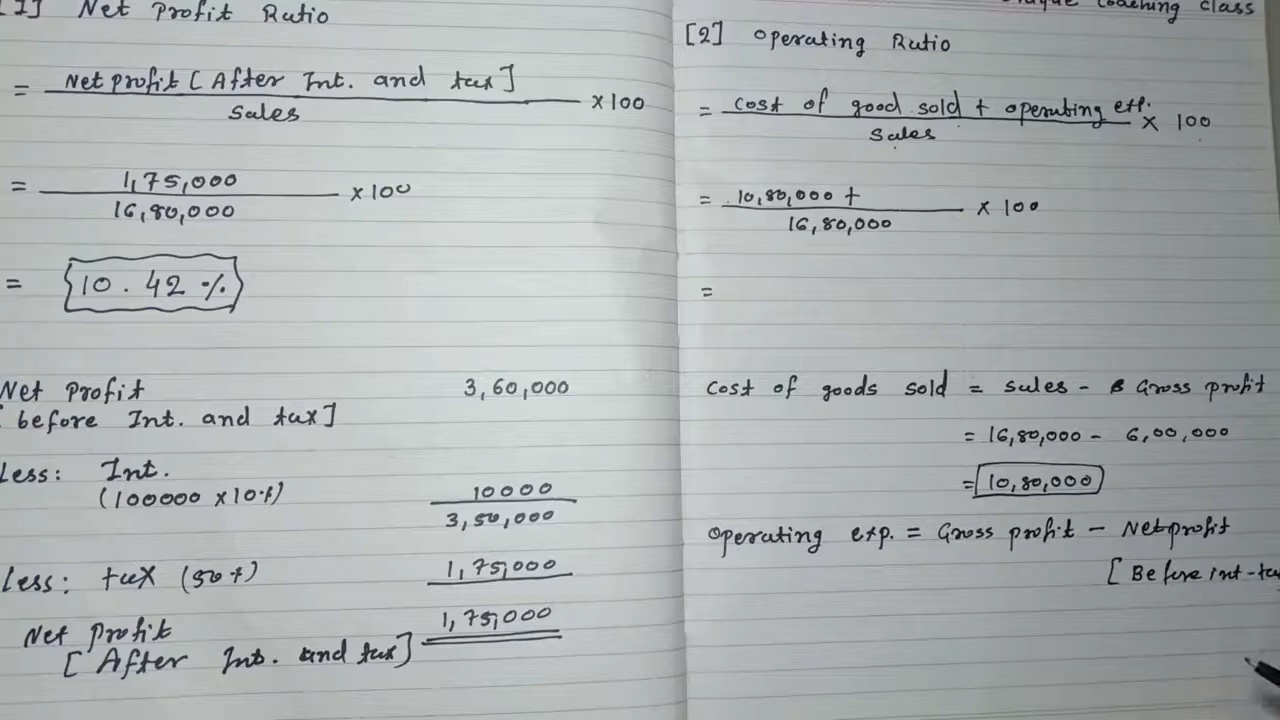 [1] Net Profit Ratio
= Net profit [After Int. and tax]
sales
× 100
= 1,75,000
16,80,000
× 100
= 10.42 %
Net Profit 3,60,000
[before Int. and tax]
Less: Int.
(100000 × 10%) 10000
3,50,000
Less: tax (50%) 1,75,000
Net Profit 1,75,000
[After Int. and tax]
coaching class
[2] Operating Ratio
= cost of good sold + operating exp.
sales
× 100
= 10,80,000 +
16,80,000
× 100
=
cost of goods sold = sales - Gross profit
= 16,80,000 - 6,00,000
= 10,80,000
Operating exp. = Gross profit - Net profit
[Before int-tax